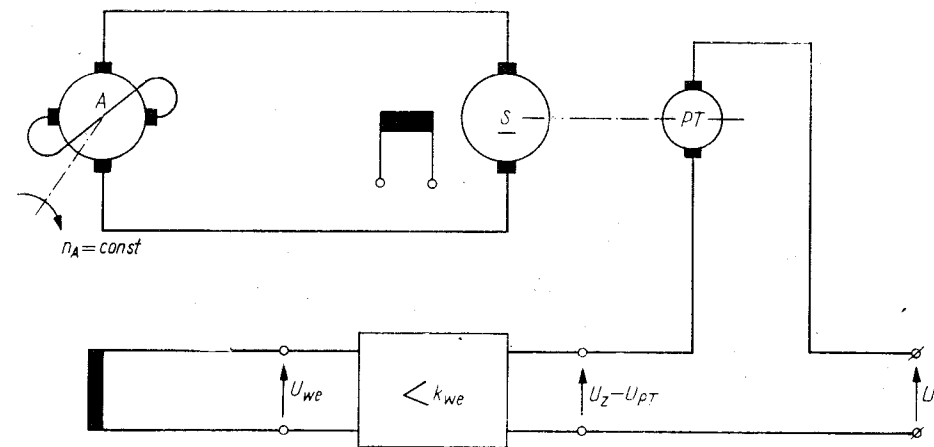 A
S
PT
n_A = const
U_we
< k_we
U_z – U_PT
U